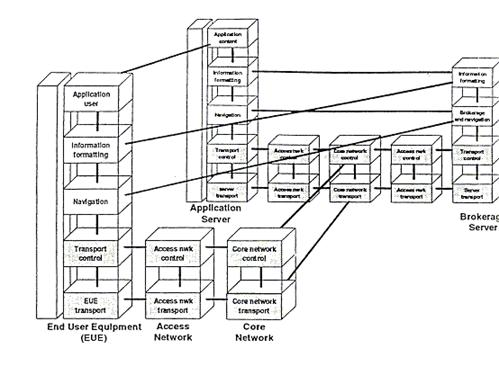 Application
content
Information
formatting
Navigation
Transport
control
server
transport
Access nwk
control
Access nwk
transport
Core network
control
Core network
transport
Access nwk
control
Access nwk
transport
Information
formatting
Brokerage
and navigation
Transport
control
Server
transport
Application
Server
Brokerag
Server
Application
user
Information
formatting
Navigation
Transport
control
EUE
transport
Access nwk
control
Access nwk
transport
Core network
control
Core network
transport
End User Equipment
(EUE)
Access
Network
Core
Network